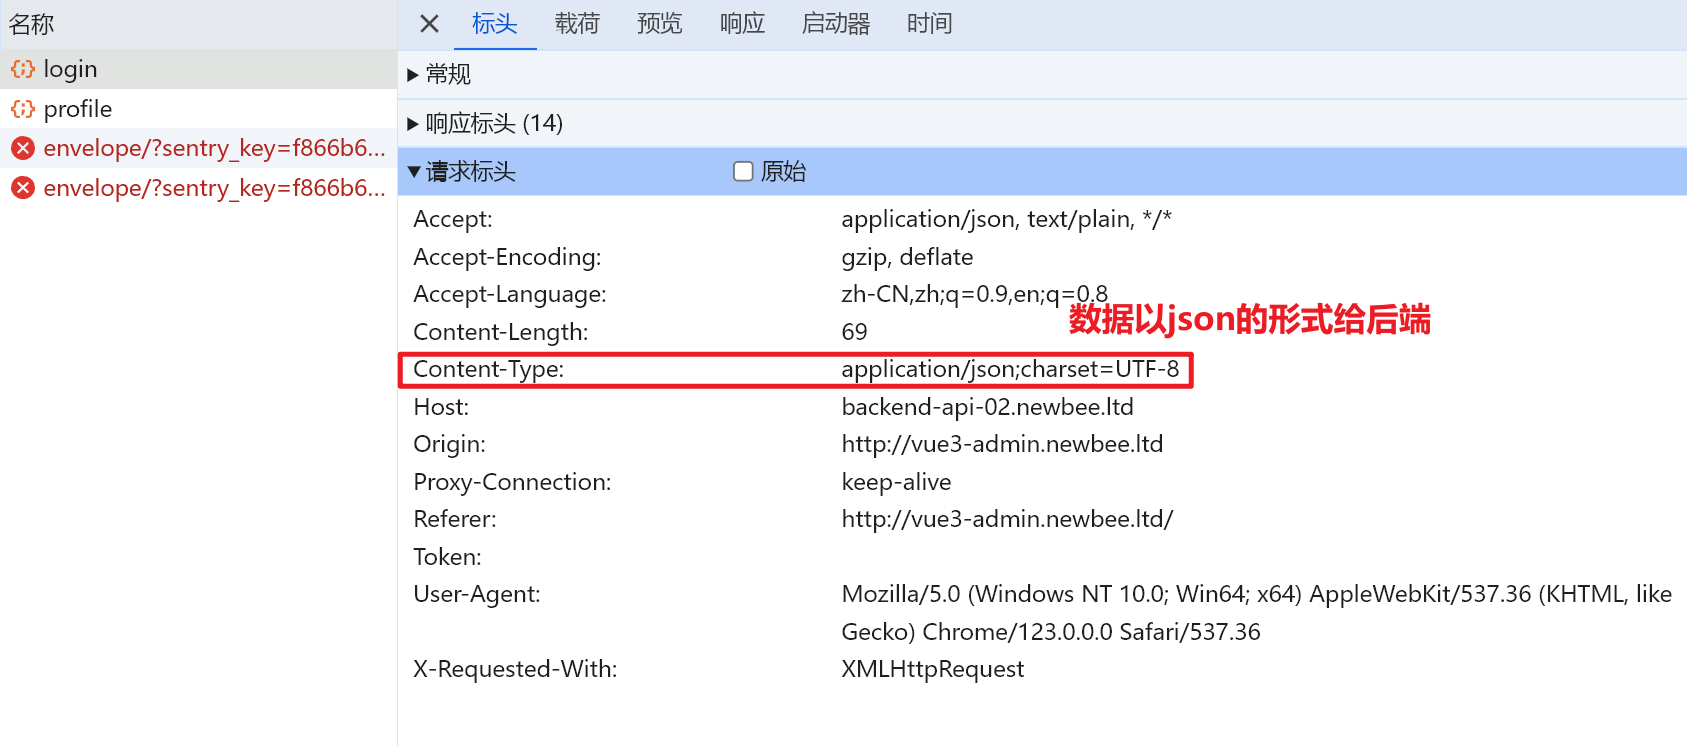 名称
login
profile
envelope/?sentry_key=f866b6...
envelope/?sentry_key=f866b6...
标头 载荷 预览 响应 启动器 时间
常规
响应标头 (14)
请求标头 原始
Accept: application/json, text/plain, */*
Accept-Encoding: gzip, deflate
Accept-Language: zh-CN,zh;q=0.9,en;q=0.8
数据以json的形式给后端
Content-Length: 69
Content-Type: application/json;charset=UTF-8
Host: backend-api-02.newbee.ltd
Origin: http://vue3-admin.newbee.ltd
Proxy-Connection: keep-alive
Referer: http://vue3-admin.newbee.ltd/
Token:
User-Agent: Mozilla/5.0 (Windows NT 10.0; Win64; x64) AppleWebKit/537.36 (KHTML, like
Gecko) Chrome/123.0.0.0 Safari/537.36
X-Requested-With: XMLHttpRequest